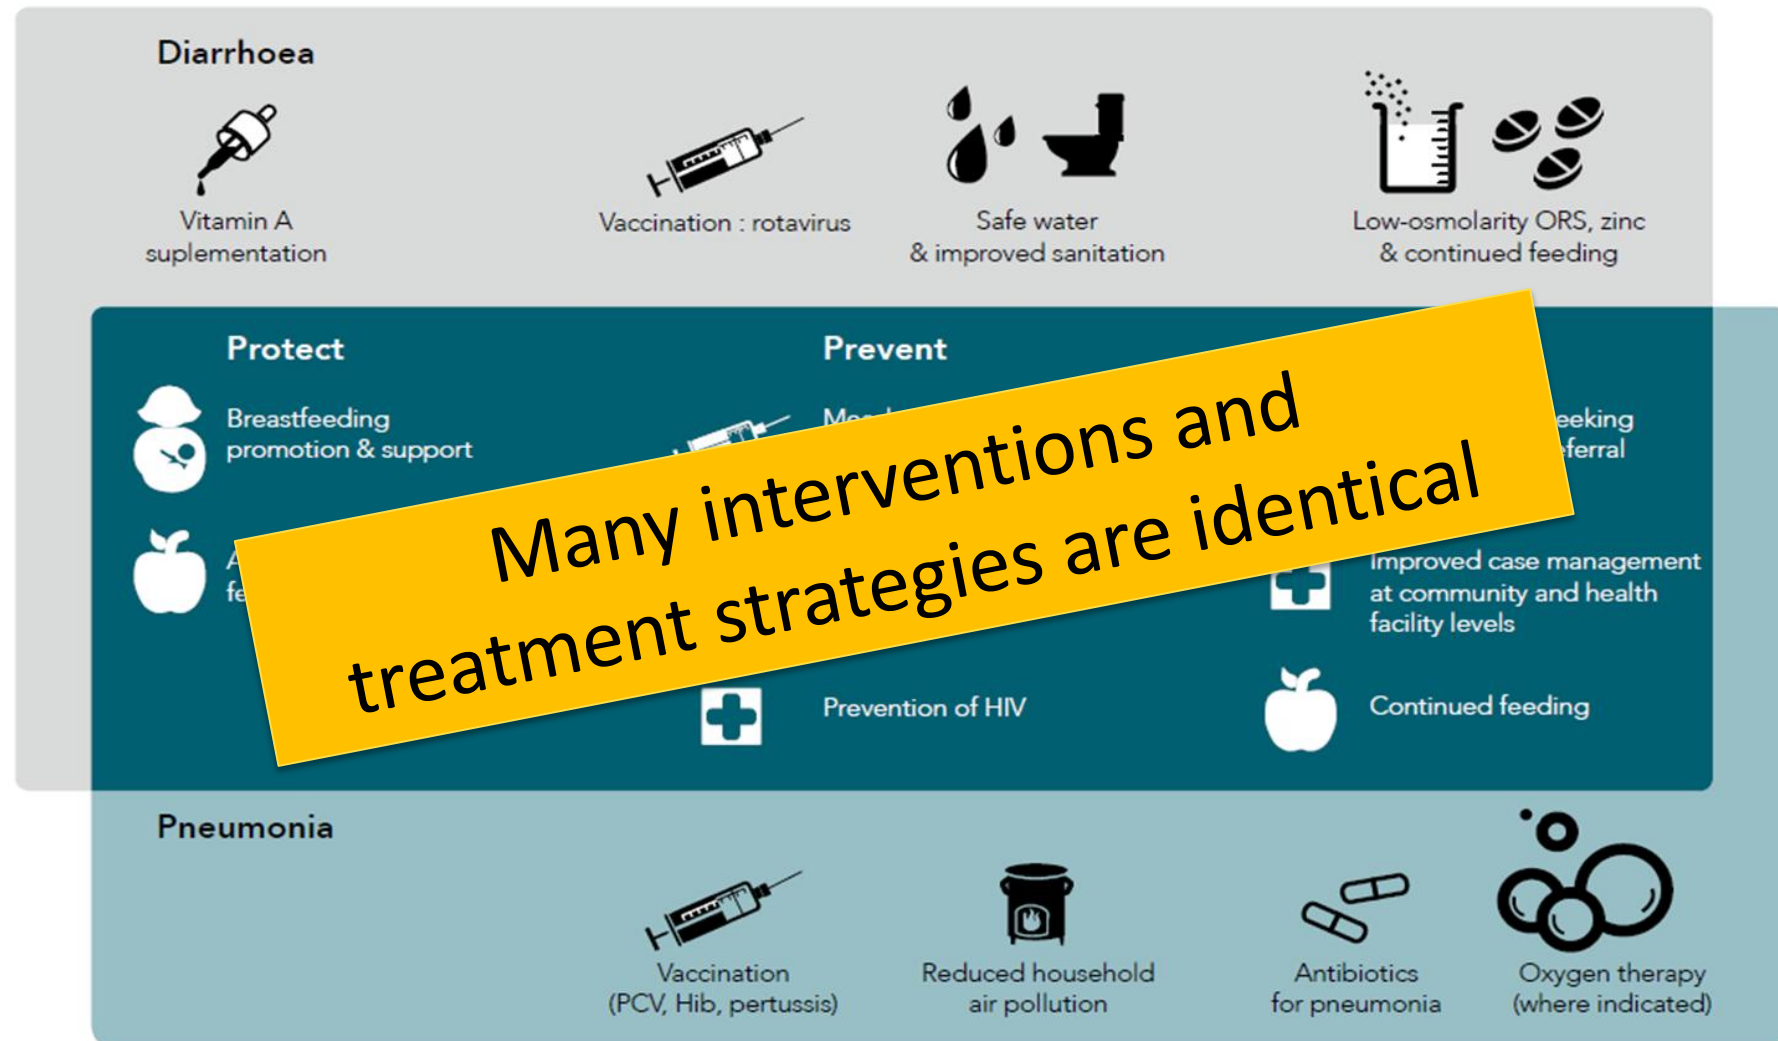 Diarrhoea
Vitamin A
suplementation
Vaccination : rotavirus
Safe water
& improved sanitation
Low-osmolarity ORS, zinc
& continued feeding
Protect
Prevent
Breastfeeding
promotion & support
Many interventions and
treatment strategies are identical
Improved case management
at community and health
facility levels
Prevention of HIV
Continued feeding
Pneumonia
Vaccination
(PCV, Hib, pertussis)
Reduced household
air pollution
Antibiotics
for pneumonia
Oxygen therapy
(where indicated)